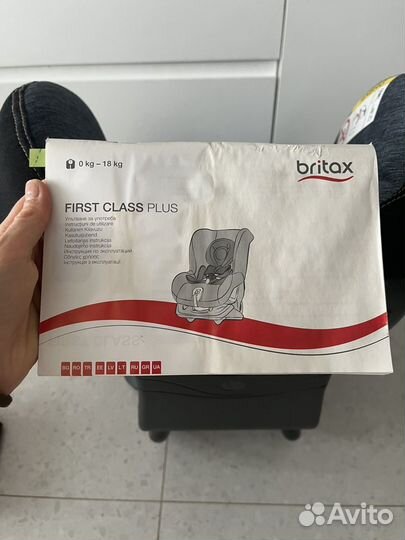 0 kg – 18 kg
britax
FIRST CLASS PLUS
Упътване за употреба
Instrucțiuni de utilizare
Kullanım Kılavuzu
Kasutusjuhend
Lietošanas instrukcija
Naudojimo instrukcija
Инструкция по эксплуатации
Οδηγίες χρήσης
Інструкція з експлуатації
BG RO TR EE LV LT RU GR UA
Avito